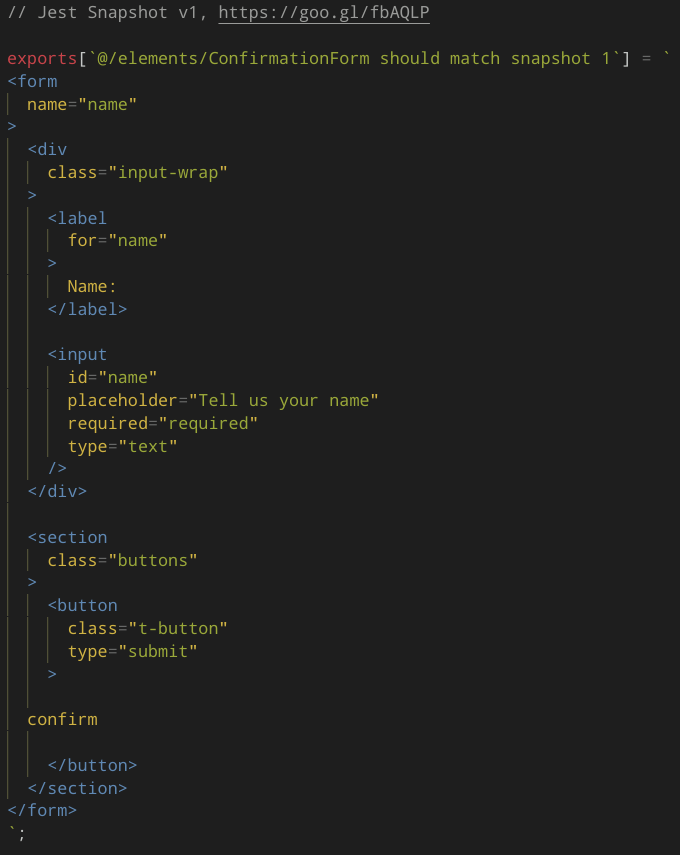 // Jest Snapshot v1, https://goo.gl/fbAQLP
exports[`@/elements/ConfirmationForm should match snapshot 1`] = `
<form
name="name"
>
<div
class="input-wrap"
>
<label
for="name"
>
Name:
</label>
<input
id="name"
placeholder="Tell us your name"
required="required"
type="text"
/>
</div>
<section
class="buttons"
>
<button
class="t-button"
type="submit"
>
confirm
</button>
</section>
</form>
`;